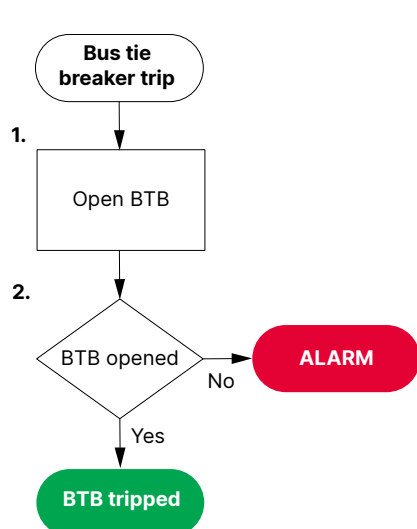 Bus tie
breaker trip
1.
Open BTB
2.
BTB opened
ALARM
No
Yes
BTB tripped